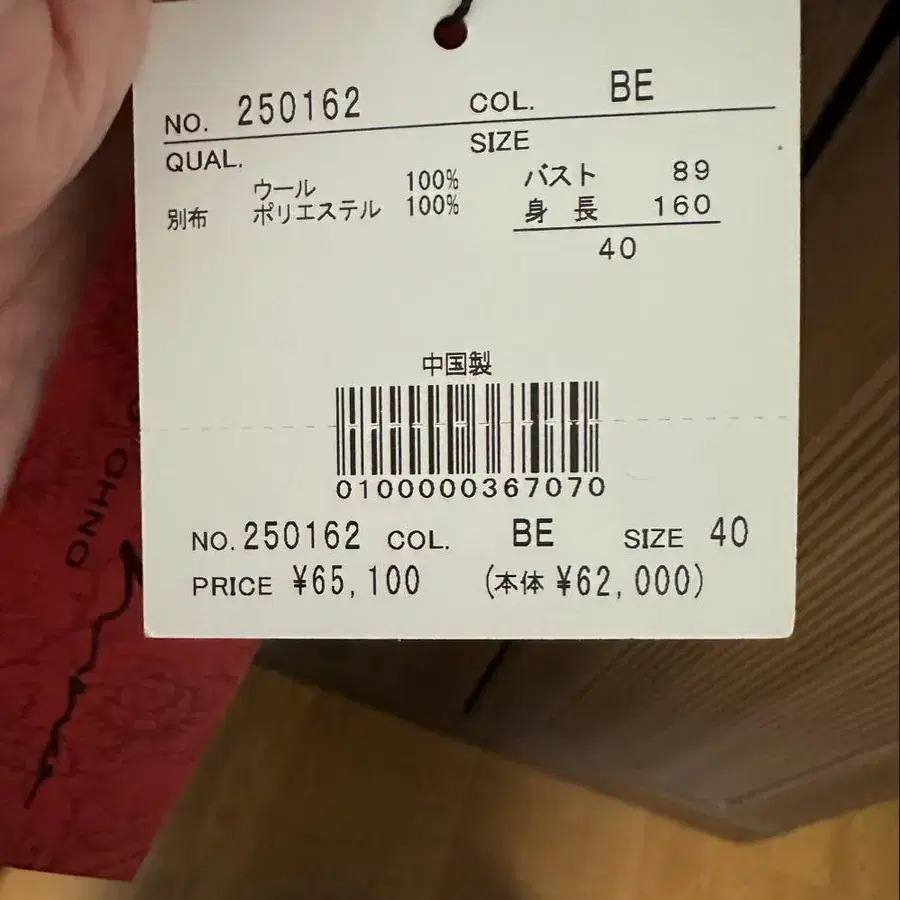 NO. 250162 COL. BE
QUAL. SIZE
ウール 100% バスト 89
別布 ポリエステル 100% 身長 160
40
中国製
0100000367070
NO. 250162 COL. BE SIZE 40
PRICE ¥65,100 (本体 ¥62,000)